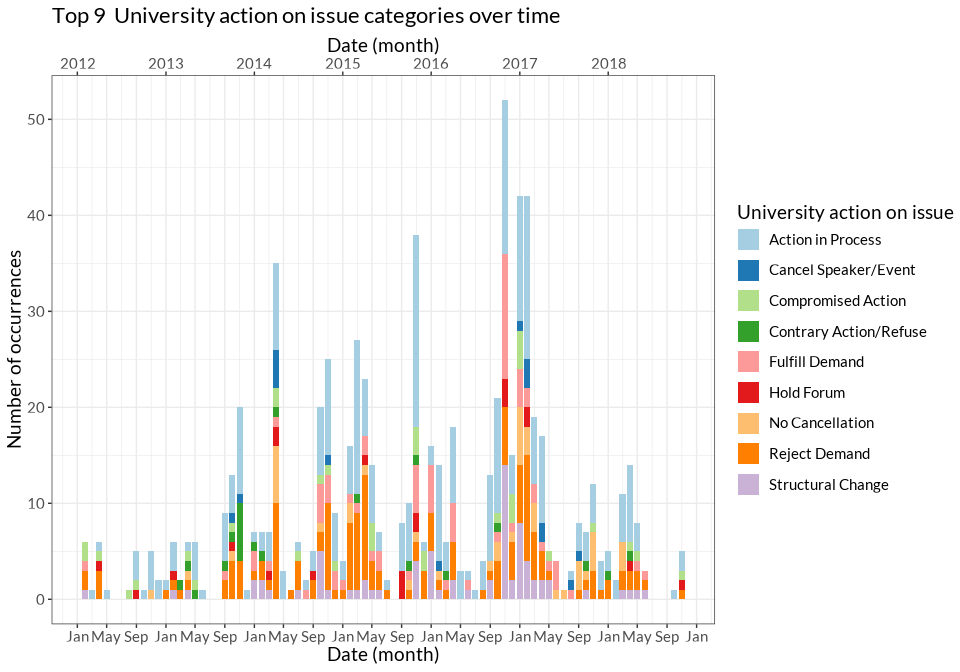 Top 9  University action on issue categories over time
Date (month)
2012 2013 2014 2015 2016 2017 2018
Number of occurrences
50
40
30
20
10
0
Jan May Sep Jan May Sep Jan May Sep Jan May Sep Jan May Sep Jan May Sep Jan May Sep Jan
Date (month)
University action on issue
Action in Process
Cancel Speaker/Event
Compromised Action
Contrary Action/Refuse
Fulfill Demand
Hold Forum
No Cancellation
Reject Demand
Structural Change